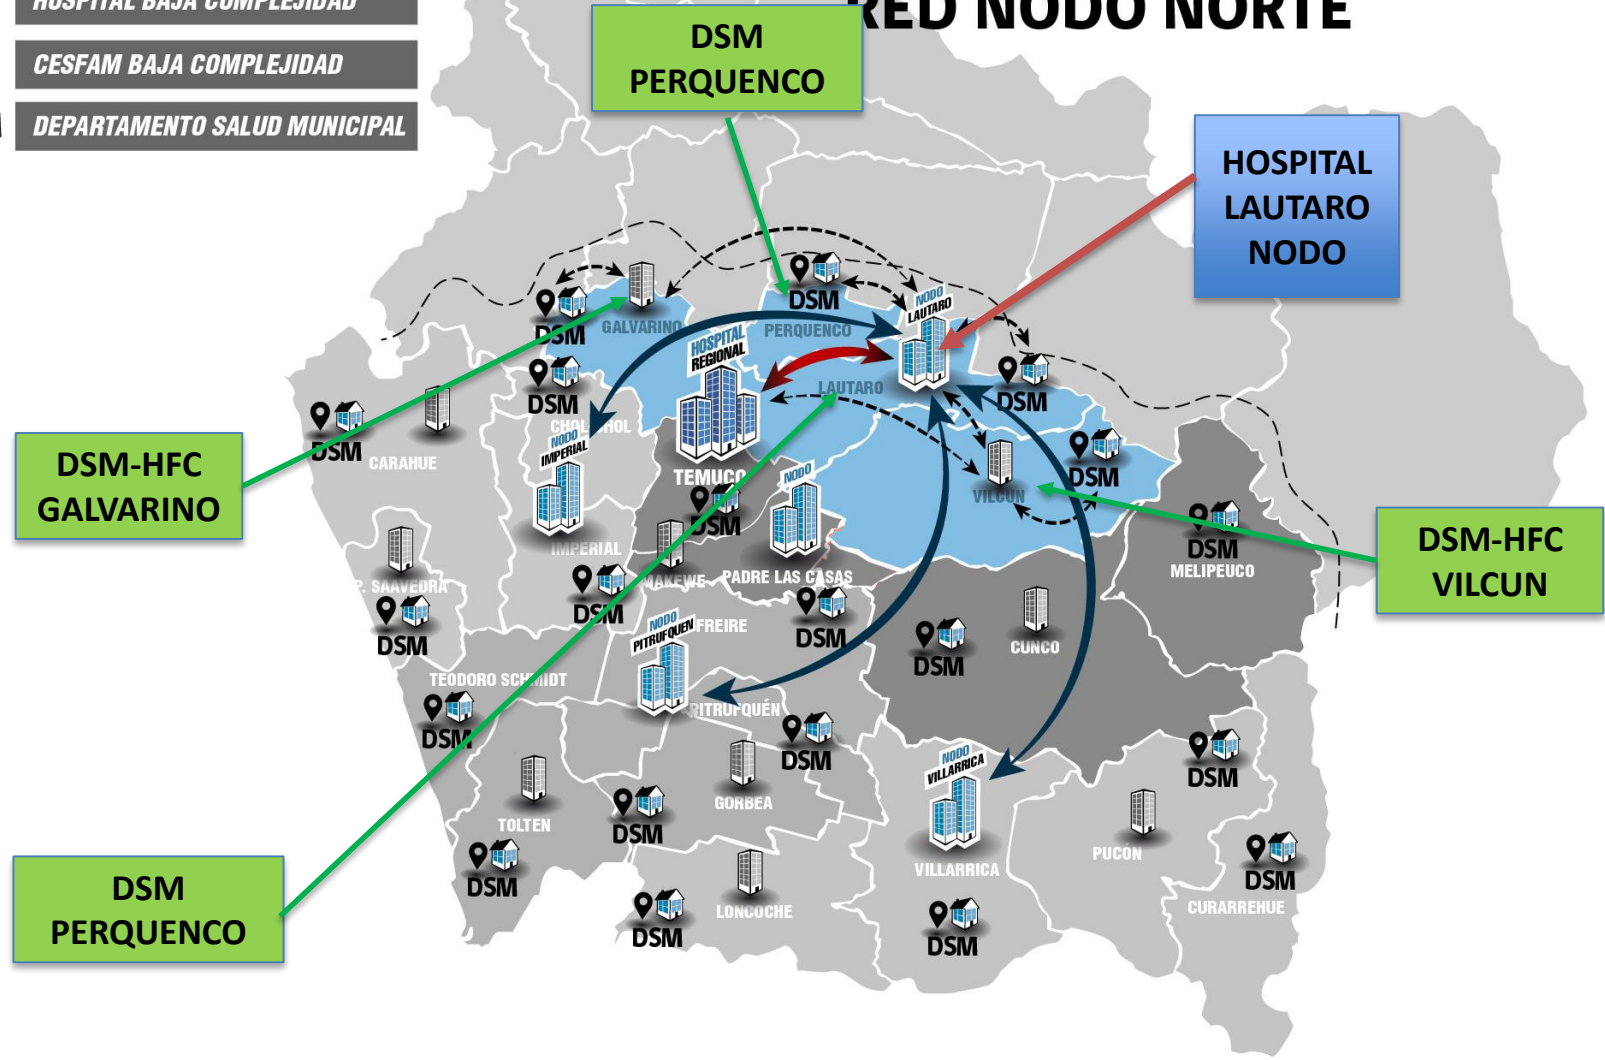 HOSPITAL BAJA COMPLEJIDAD
CESFAM BAJA COMPLEJIDAD
DEPARTAMENTO SALUD MUNICIPAL
RED NODO NORTE
DSM
PERQUENCO
HOSPITAL
LAUTARO
NODO
DSM
DSM
GALVARINO
PERQUENCO
NODO
LAUTARO
HOSPITAL
REGIONAL
DSM
LAUTARO
DSM
DSM
CARAHUE
CHOLCHOL
NODO
IMPERIAL
TEMUCO
DSM
NODO
DSM
VILCUN
DSM-HFC
GALVARINO
DSM-HFC
VILCUN
IMPERIAL
MAKEWE
PADRE LAS CASAS
DSM
MELIPEUCO
P. SAAVEDRA
DSM
DSM
NODO
PITRUFQUEN
FREIRE
DSM
DSM
CUNCO
TEODORO SCHMIDT
DSM
PITRUFQUÉN
DSM
DSM
NODO
VILLARRICA
TOLTEN
DSM
GORBEA
VILLARRICA
PUCÓN
DSM
DSM
CURARREHUE
DSM
LONCOCHE
DSM
DSM
PERQUENCO